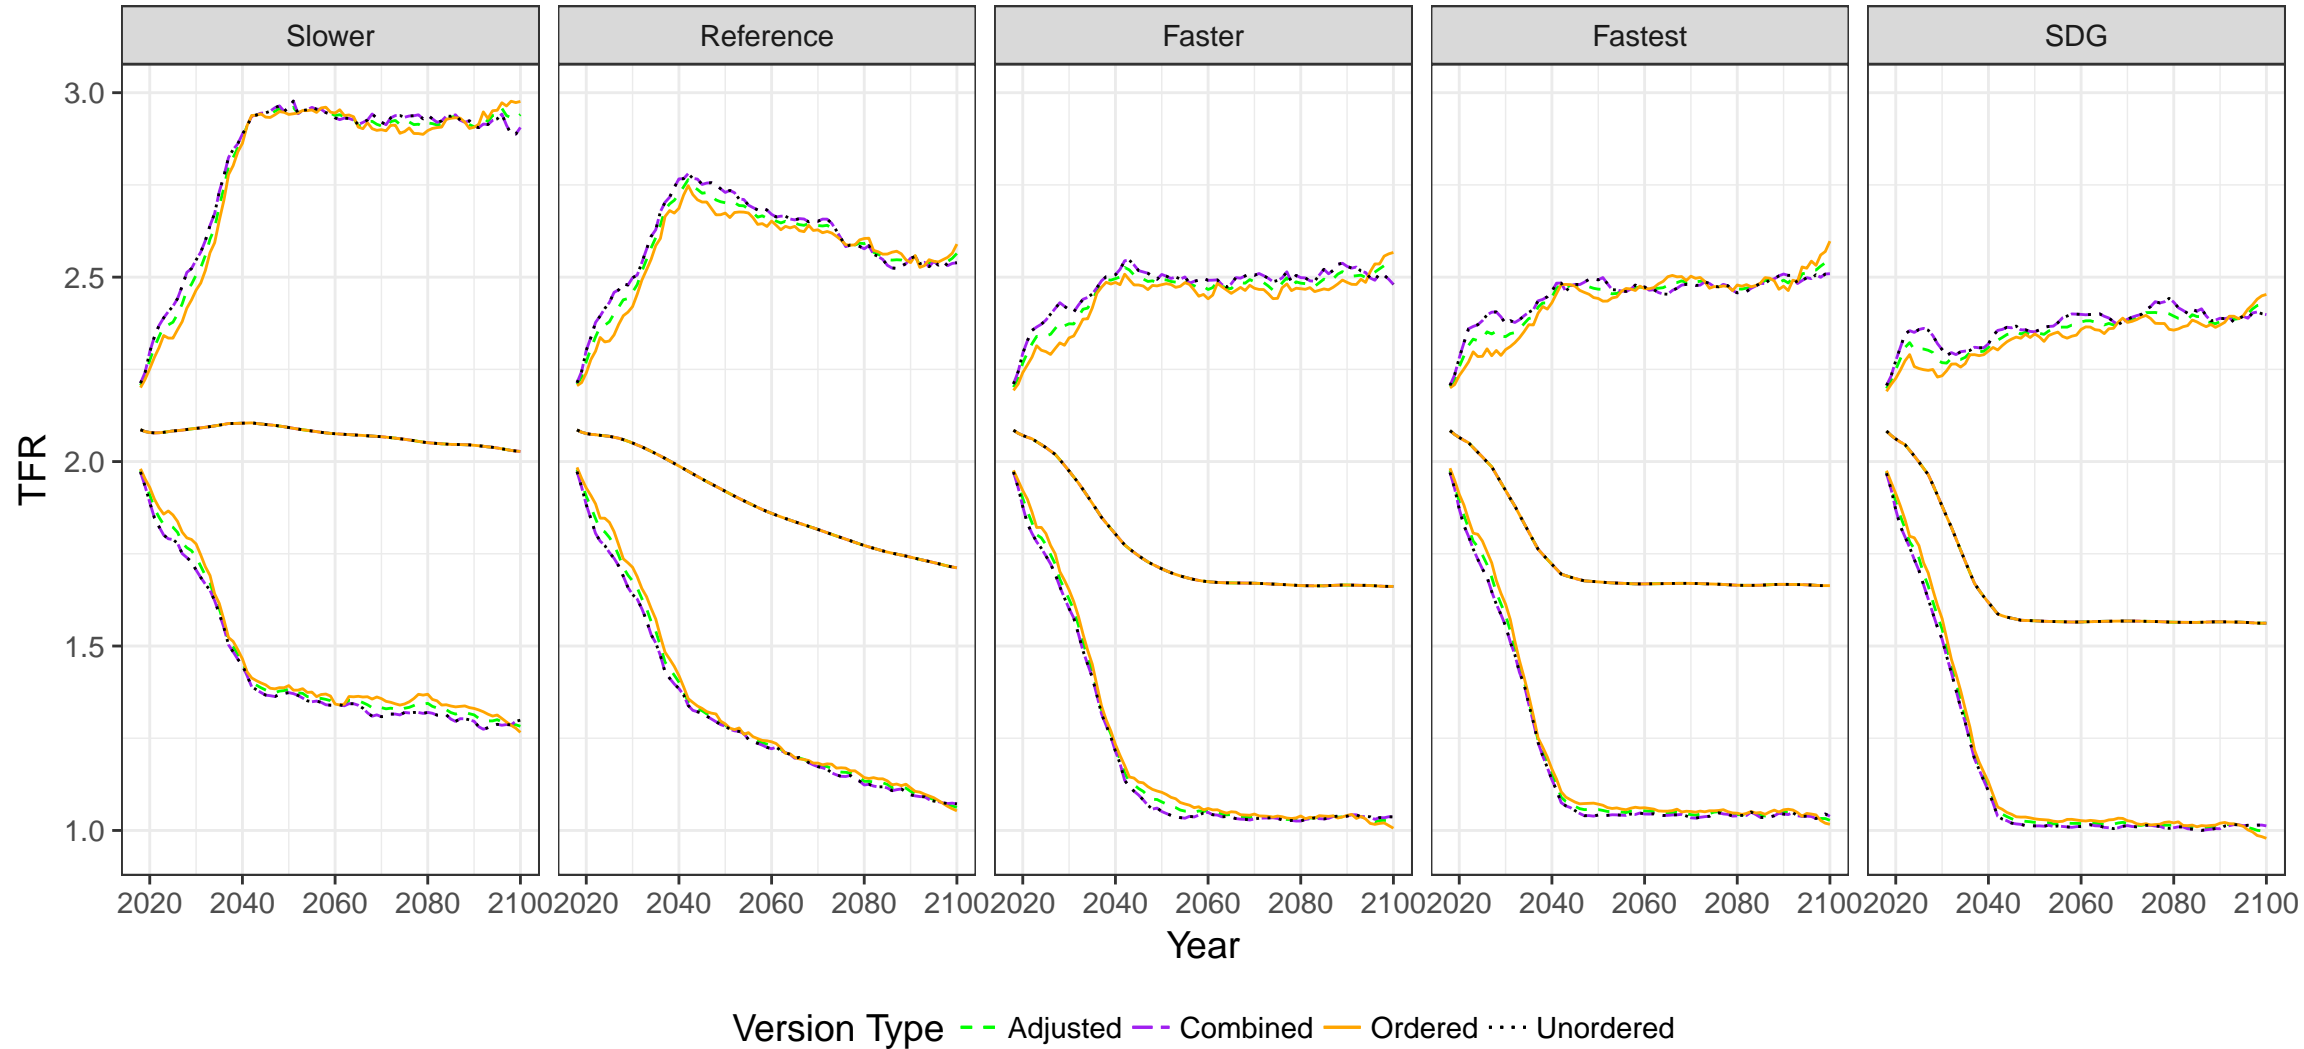 Slower Reference Faster Fastest SDG
3.0
2.5
2.0
1.5
1.0
TFR
2020 2040 2060 2080 2100 2020 2040 2060 2080 2100 2020 2040 2060 2080 2100 2020 2040 2060 2080 2100 2020 2040 2060 2080 2100
Year
Version Type Adjusted Combined Ordered Unordered